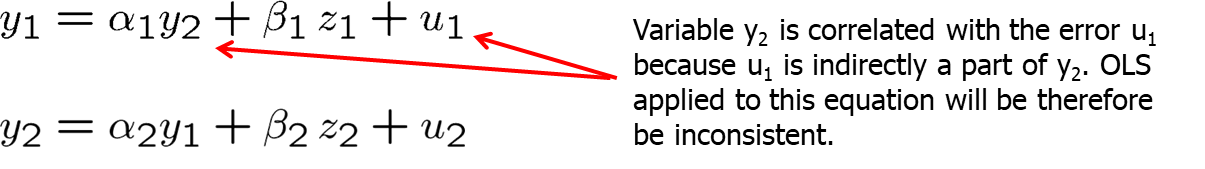 y₁ = α₁y₂ + β₁ z₁ + u₁
Variable y₂ is correlated with the error u₁
because u₁ is indirectly a part of y₂. OLS
applied to this equation will be therefore
be inconsistent.
y₂ = α₂y₁ + β₂ z₂ + u₂